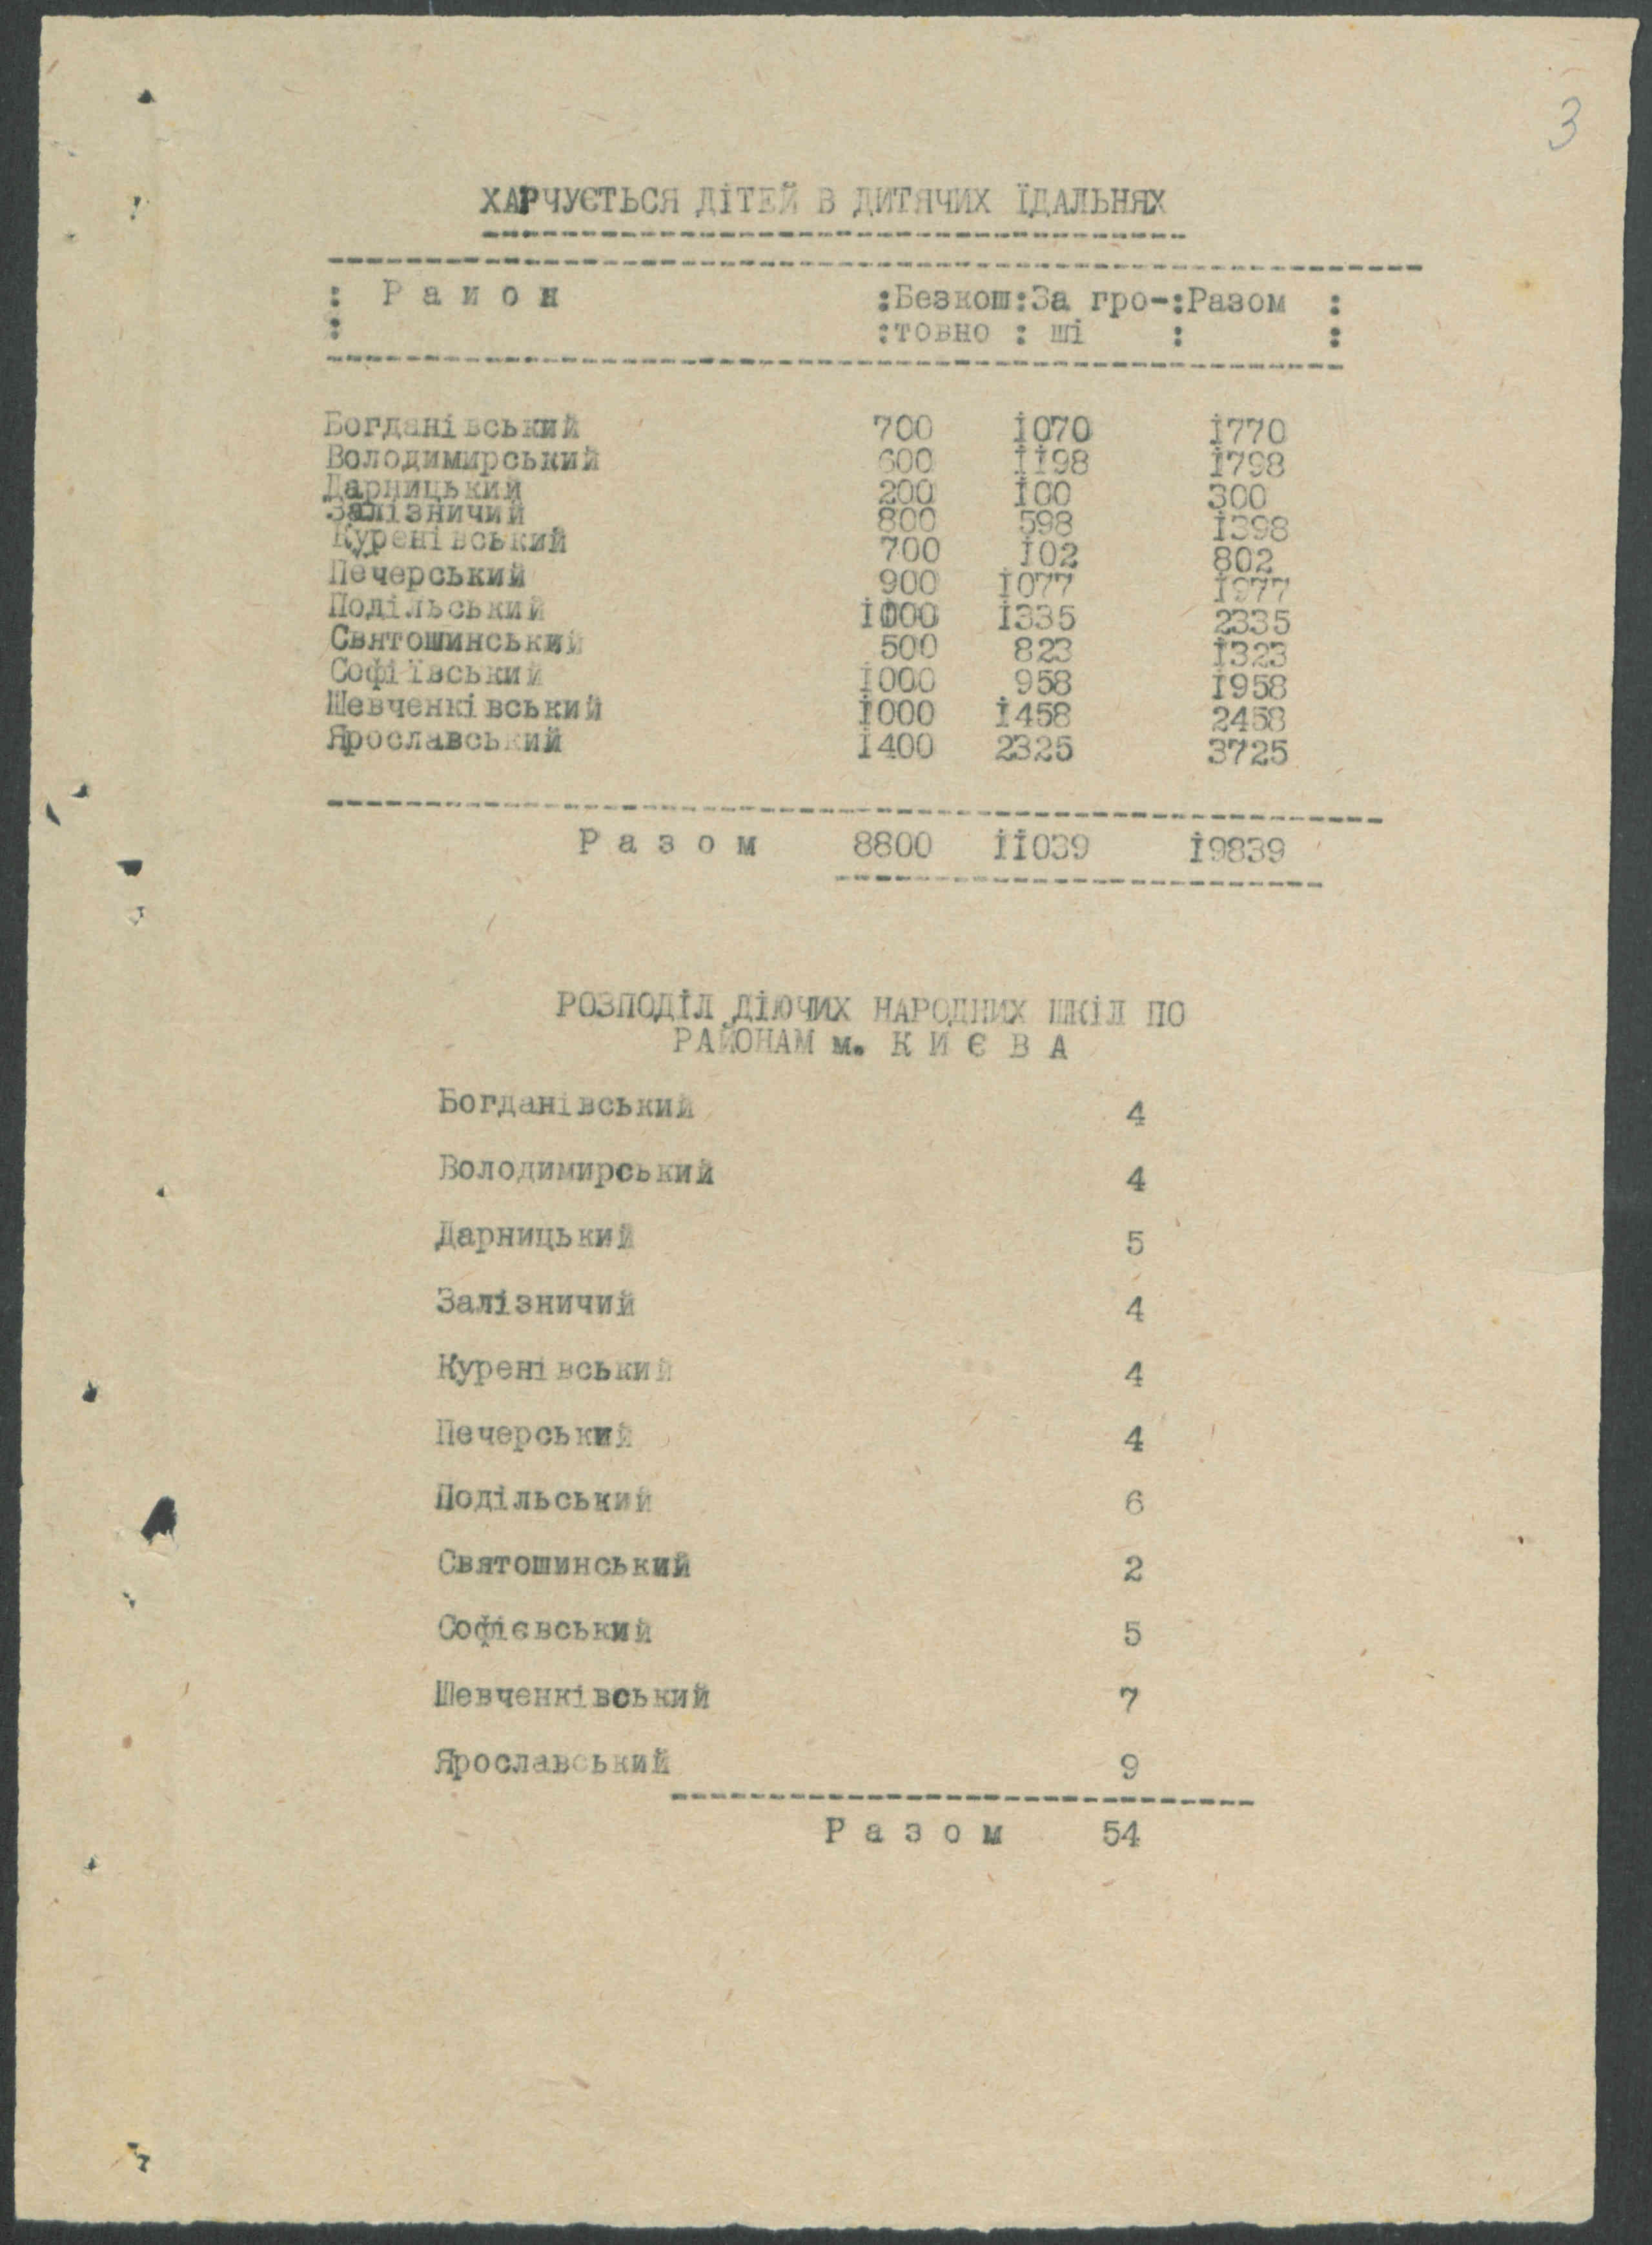 3
ХАРЧУЄТЬСЯ ДІТЕЙ В ДИТЯЧИХ ЇДАЛЬНЯХ
: Р а й о н :Безкош:За гро-:Разом :
: :товно : ші : :
Богданівський 700 І070 І770
Володимирський 600 ІІ98 І798
Дарницький 200 І00 300
Залізничий 800 598 І398
Куренівський 700 І02 802
Печерський 900 І077 І977
Подільський І000 І335 2335
Святошинський 500 823 І323
Софіївський І000 958 І958
Шевченківський І000 І458 2458
Ярославський І400 2325 3725
Р а з о м 8800 ІІ039 І9839
РОЗПОДІЛ ДІЮЧИХ НАРОДНИХ ШКІЛ ПО
РАЙОНАМ м. К И Є В А
Богданівський 4
Володимирський 4
Дарницький 5
Залізничий 4
Куренівський 4
Печерський 4
Подільський 6
Святошинський 2
Софієвський 5
Шевченківський 7
Ярославський 9
Р а з о м 54